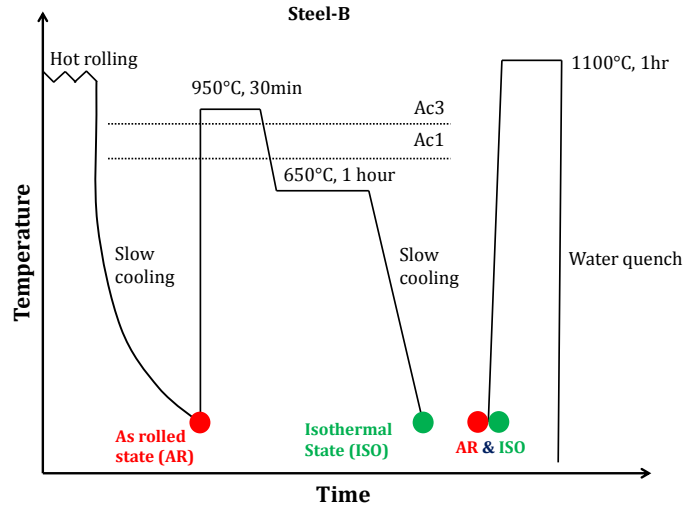 Steel-B
Hot rolling
950°C, 30min
1100°C, 1hr
Ac3
Ac1
650°C, 1 hour
Slow
cooling
Slow
cooling
Water quench
Temperature
As rolled
state (AR)
Isothermal
State (ISO)
AR & ISO
Time